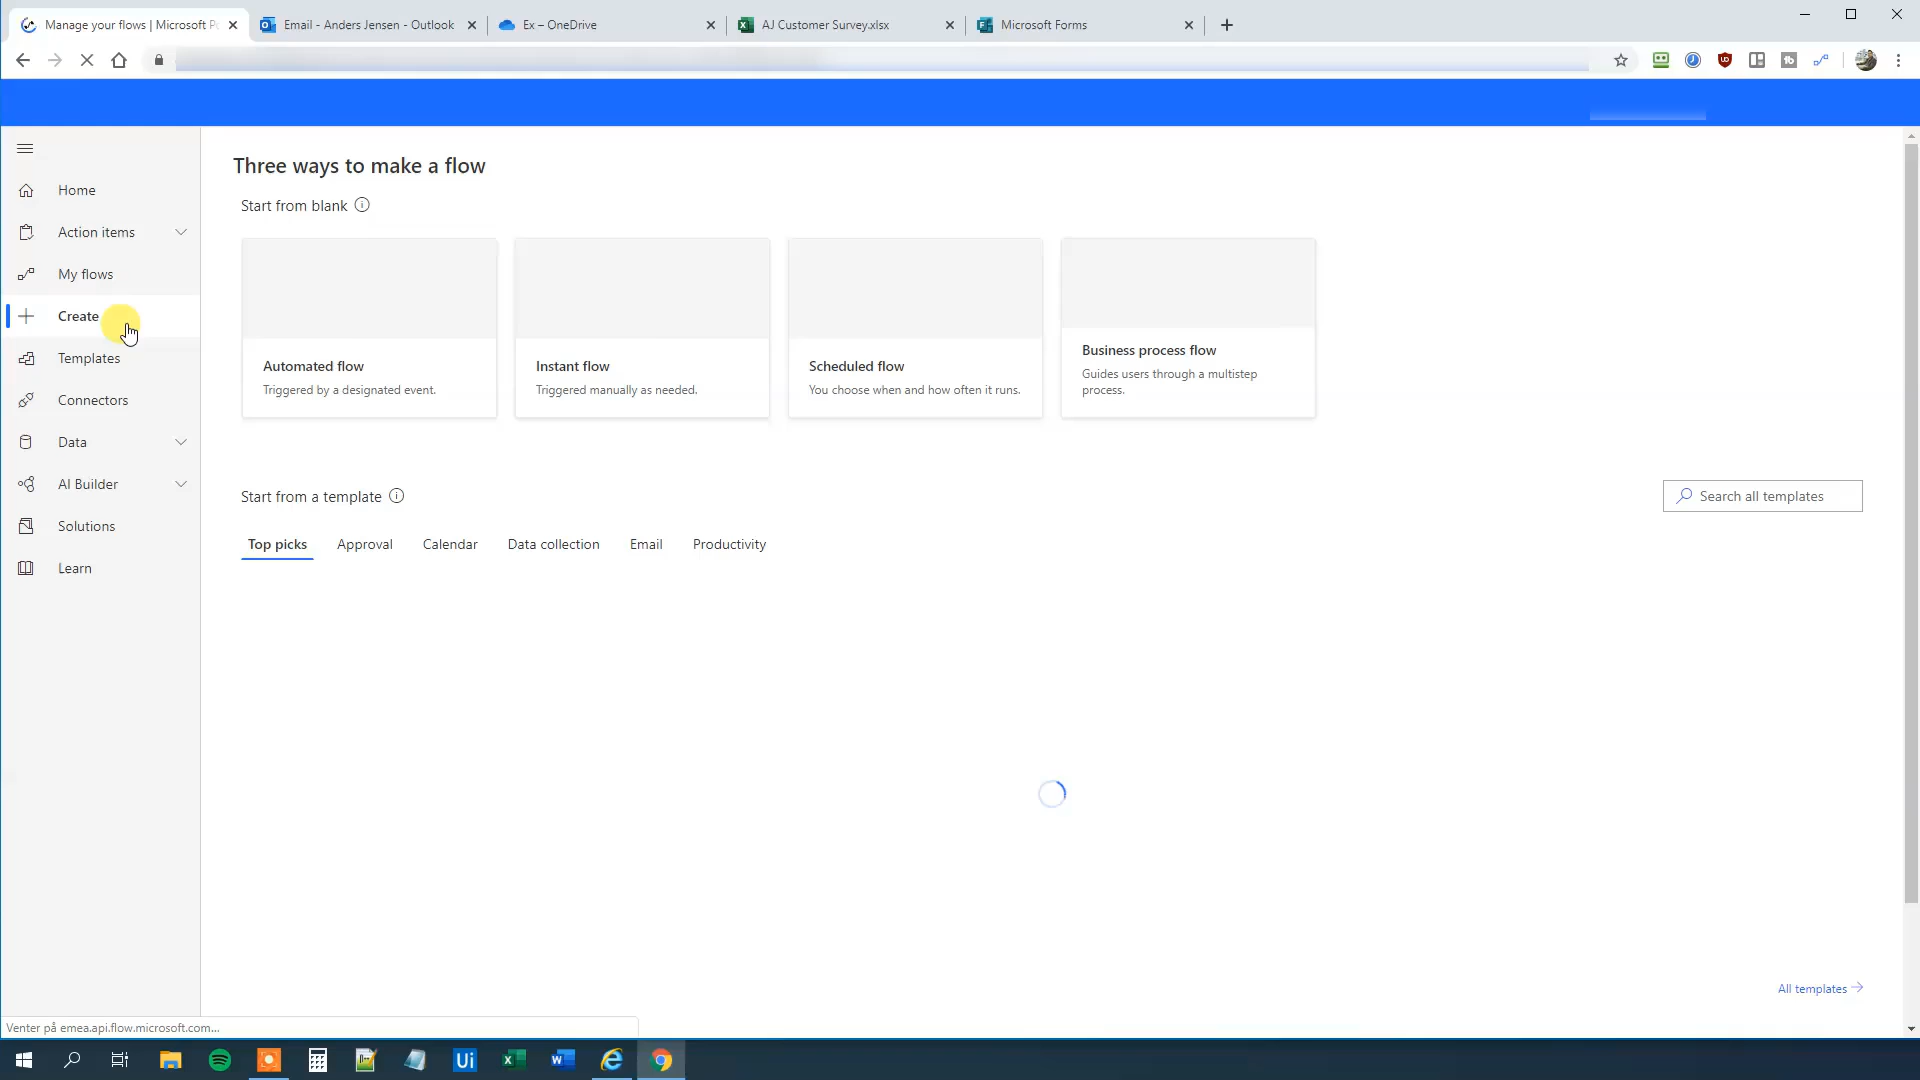 Manage your flows | Microsoft Po
Email - Anders Jensen - Outlook
Ex – OneDrive
AJ Customer Survey.xlsx
Microsoft Forms
Home
Action items
My flows
Create
Templates
Connectors
Data
AI Builder
Solutions
Learn
Three ways to make a flow
Start from blank
Automated flow
Triggered by a designated event.
Instant flow
Triggered manually as needed.
Scheduled flow
You choose when and how often it runs.
Business process flow
Guides users through a multistep
process.
Start from a template
Search all templates
Top picks
Approval
Calendar
Data collection
Email
Productivity
All templates
Venter på emea.api.flow.microsoft.com...
Ui